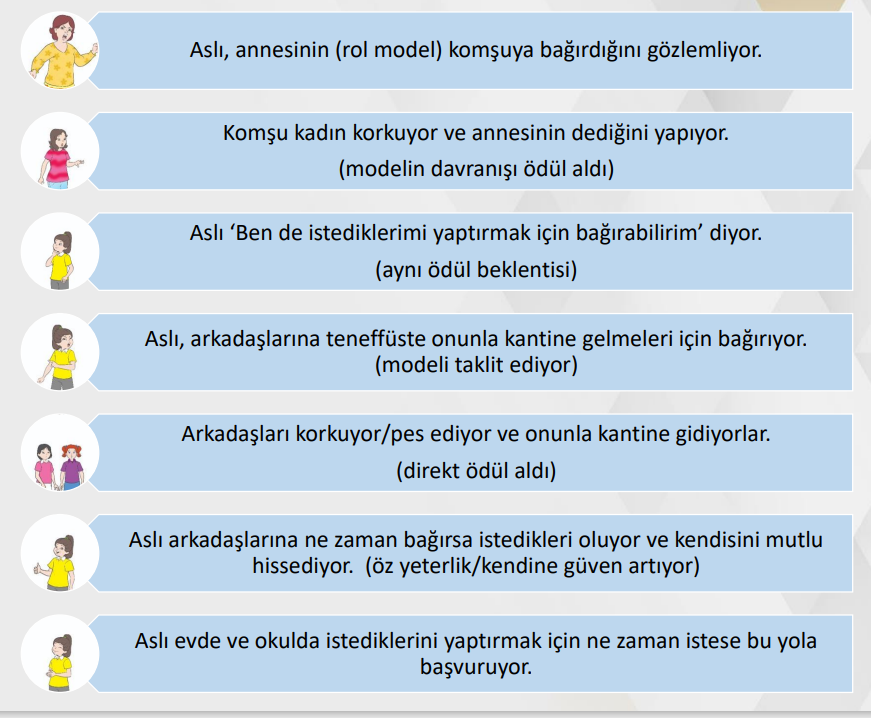 Aslı, annesinin (rol model) komşuya bağırdığını gözlemliyor.
Komşu kadın korkuyor ve annesinin dediğini yapıyor.
(modelin davranışı ödül aldı)
Aslı ‘Ben de istediklerimi yaptırmak için bağırabilirim’ diyor.
(aynı ödül beklentisi)
Aslı, arkadaşlarına teneffüste onunla kantine gelmeleri için bağırıyor.
(modeli taklit ediyor)
Arkadaşları korkuyor/pes ediyor ve onunla kantine gidiyorlar.
(direkt ödül aldı)
Aslı arkadaşlarına ne zaman bağırsa istedikleri oluyor ve kendisini mutlu
hissediyor. (öz yeterlik/kendine güven artıyor)
Aslı evde ve okulda istediklerini yaptırmak için ne zaman istese bu yola
başvuruyor.